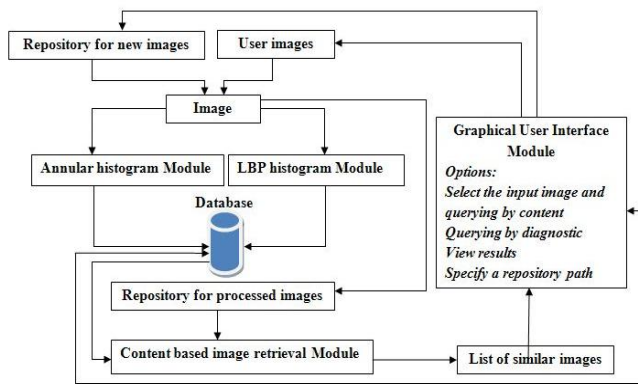 Repository for new images
User images
Image
Graphical User Interface
Module
Options:
Select the input image and
querying by content
Querying by diagnostic
View results
Specify a repository path
Annular histogram Module
LBP histogram Module
Database
Repository for processed images
Content based image retrieval Module
List of similar images